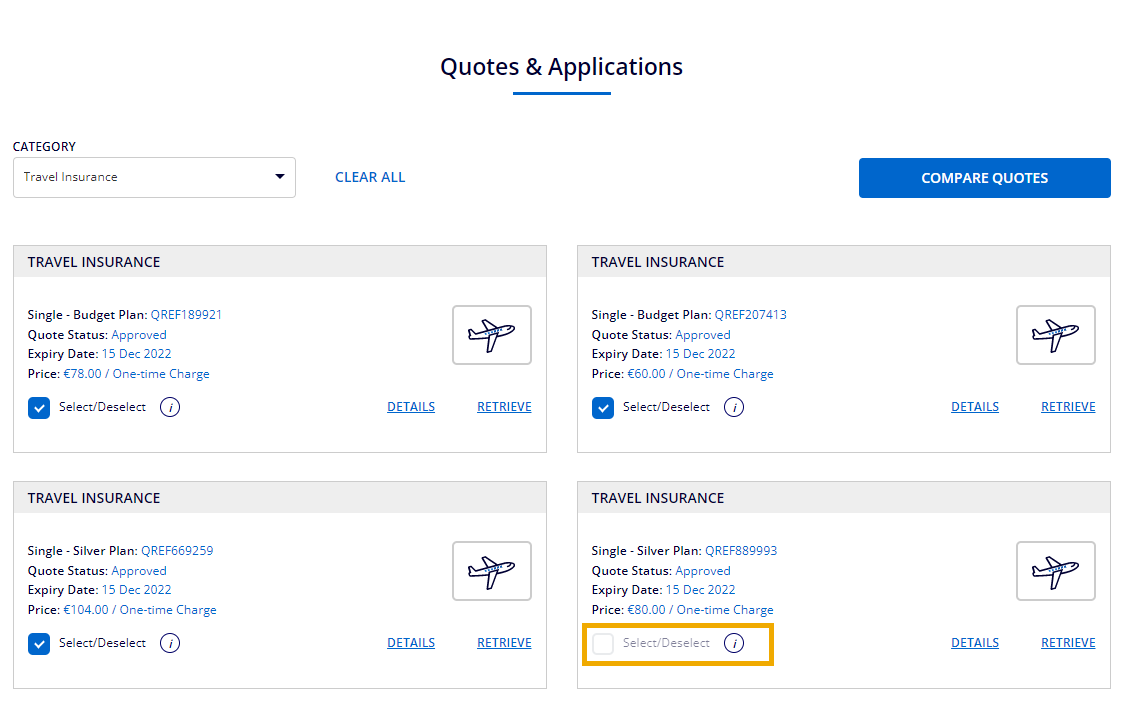 Quotes & Applications
CATEGORY
Travel Insurance
CLEAR ALL
COMPARE QUOTES
TRAVEL INSURANCE
Single - Budget Plan: QREF189921
Quote Status: Approved
Expiry Date: 15 Dec 2022
Price: €78.00 / One-time Charge
Select/Deselect i
DETAILS
RETRIEVE
TRAVEL INSURANCE
Single - Budget Plan: QREF207413
Quote Status: Approved
Expiry Date: 15 Dec 2022
Price: €60.00 / One-time Charge
Select/Deselect i
DETAILS
RETRIEVE
TRAVEL INSURANCE
Single - Silver Plan: QREF669259
Quote Status: Approved
Expiry Date: 15 Dec 2022
Price: €104.00 / One-time Charge
Select/Deselect i
DETAILS
RETRIEVE
TRAVEL INSURANCE
Single - Silver Plan: QREF889993
Quote Status: Approved
Expiry Date: 15 Dec 2022
Price: €80.00 / One-time Charge
Select/Deselect i
DETAILS
RETRIEVE